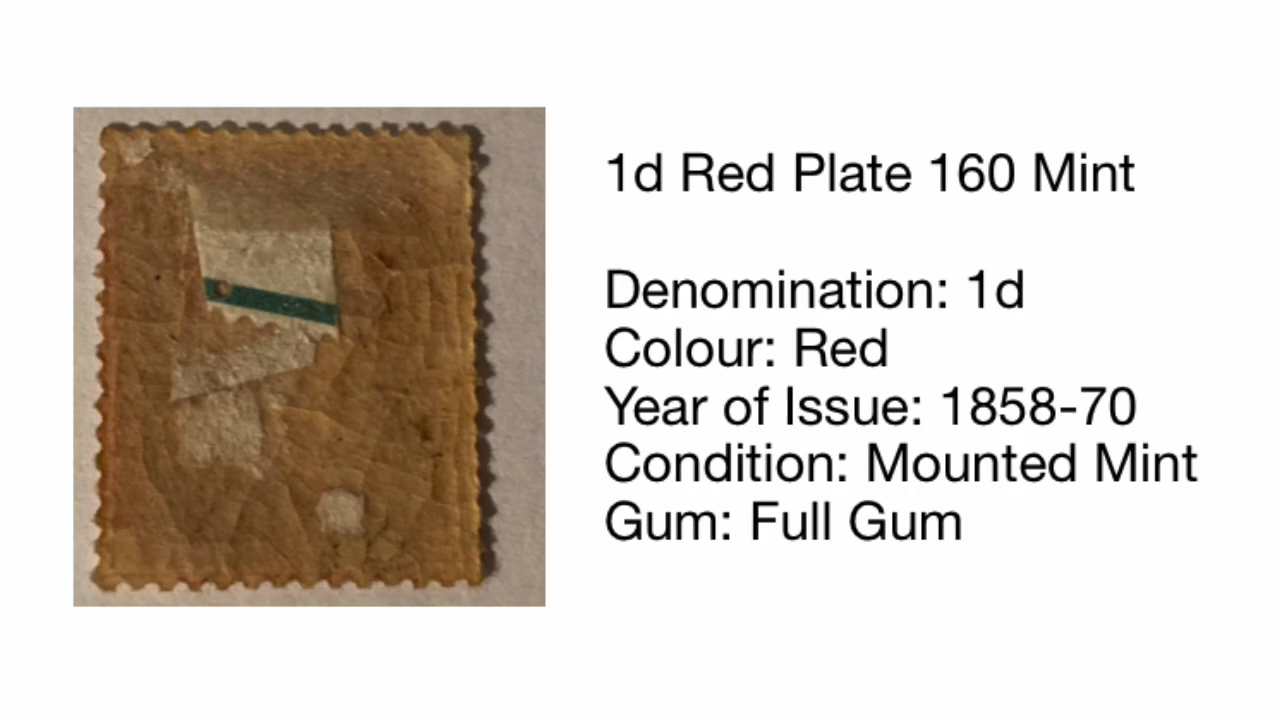 1d Red Plate 160 Mint
Denomination: 1d
Colour: Red
Year of Issue: 1858-70
Condition: Mounted Mint
Gum: Full Gum